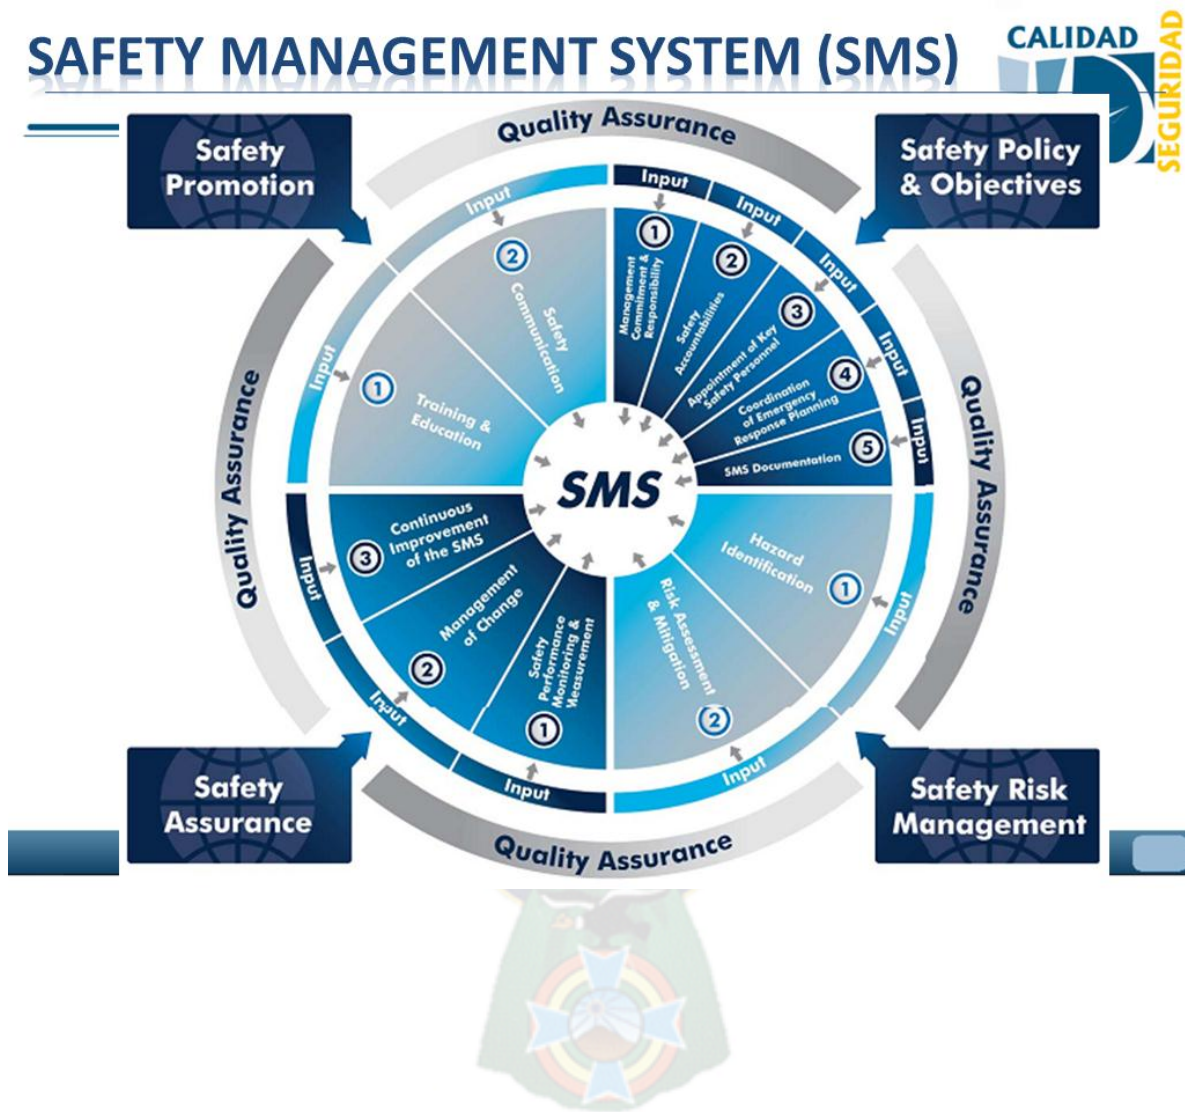 SAFETY MANAGEMENT SYSTEM (SMS)
CALIDAD
SEGURIDAD
Safety
Promotion
Quality Assurance
Safety Policy
& Objectives
Input
Input
Input
Input
Input
Input
Input
1
Management
Commitment &
Responsibility
2
Safety
Accountabilities
3
Appointment of Key
Safety Personnel
4
Coordination
of Emergency
Response Planning
5
SMS Documentation
2
Safety
Communication
1
Training &
Education
Quality Assurance
Quality Assurance
SMS
3
Continuous
Improvement
of the SMS
2
Management
of Change
1
Safety
Performance
Monitoring &
Measurement
Hazard
Identification
1
Risk Assessment
& Mitigation
2
Input
Input
Input
Input
Input
Safety
Assurance
Quality Assurance
Safety Risk
Management